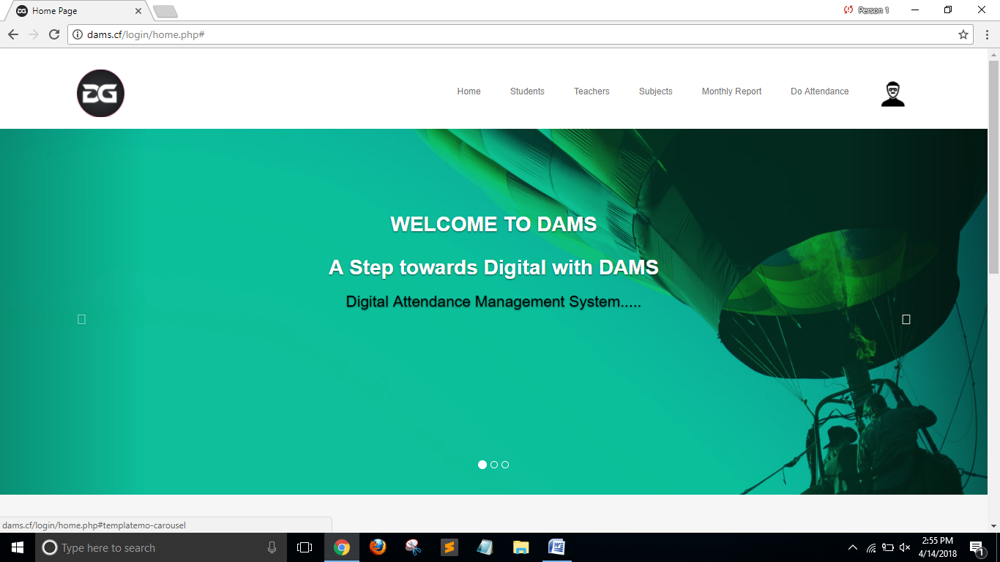 Home Page
Person 1
dams.cf/login/home.php#
DG
Home
Students
Teachers
Subjects
Monthly Report
Do Attendance
WELCOME TO DAMS
A Step towards Digital with DAMS
Digital Attendance Management System.....
dams.cf/login/home.php#templatemo-carousel
Type here to search
2:55 PM
4/14/2018
1